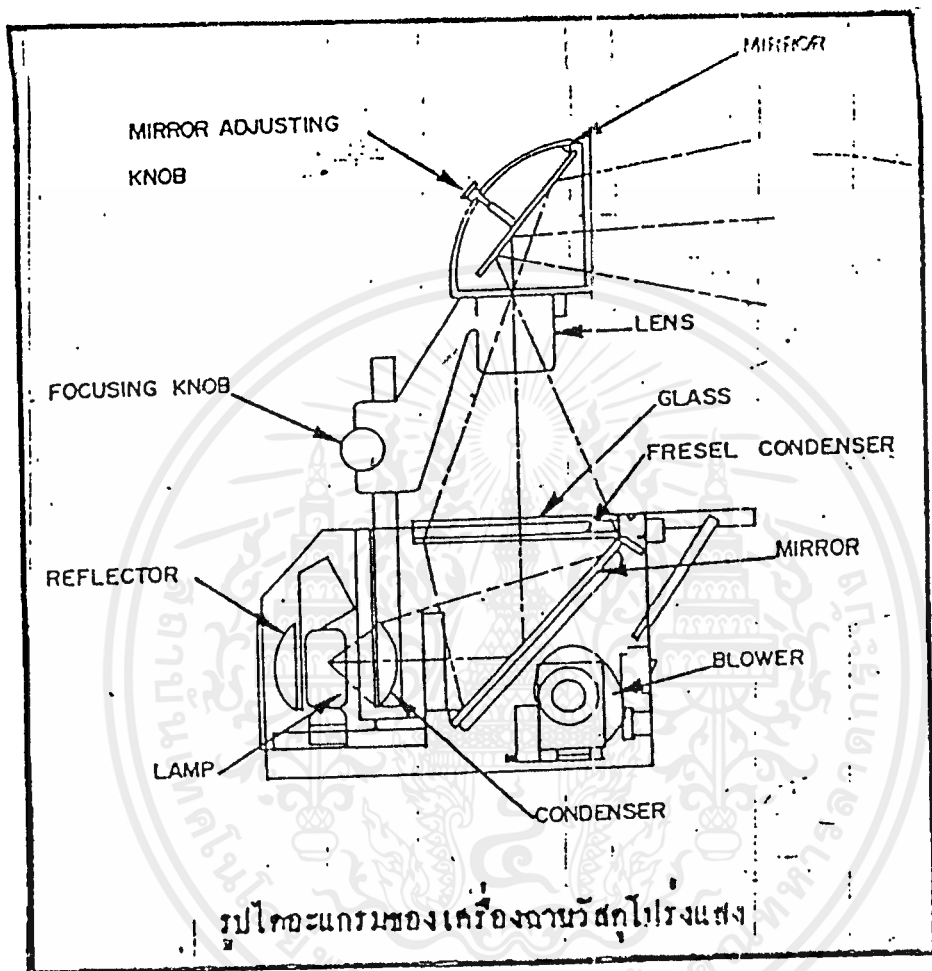 MIRROR
MIRROR ADJUSTING
KNOB
LENS
FOCUSING KNOB
GLASS
FRESEL CONDENSER
MIRROR
REFLECTOR
BLOWER
LAMP
CONDENSER
รูปไดอะแกรมของเครื่องฉายวัสดุโปร่งแสง